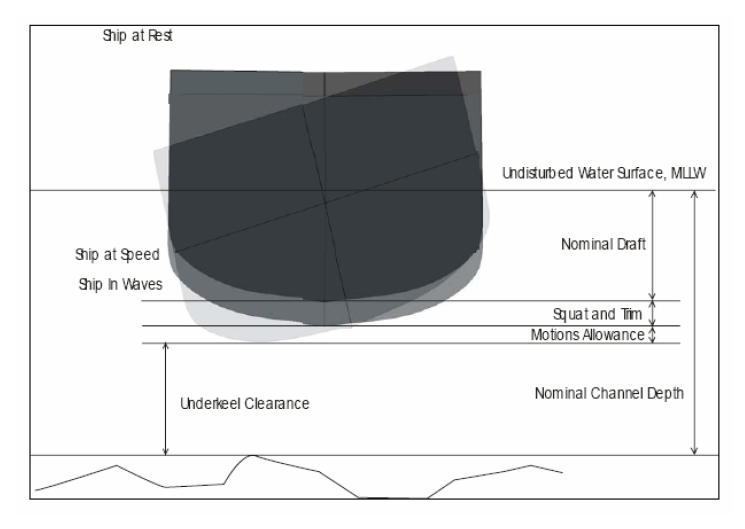 Ship at Rest
Undisturbed Water Surface, MLLW
Nominal Draft
Ship at Speed
Ship In Waves
Squat and Trim
Motions Allowance
Nominal Channel Depth
Underkeel Clearance